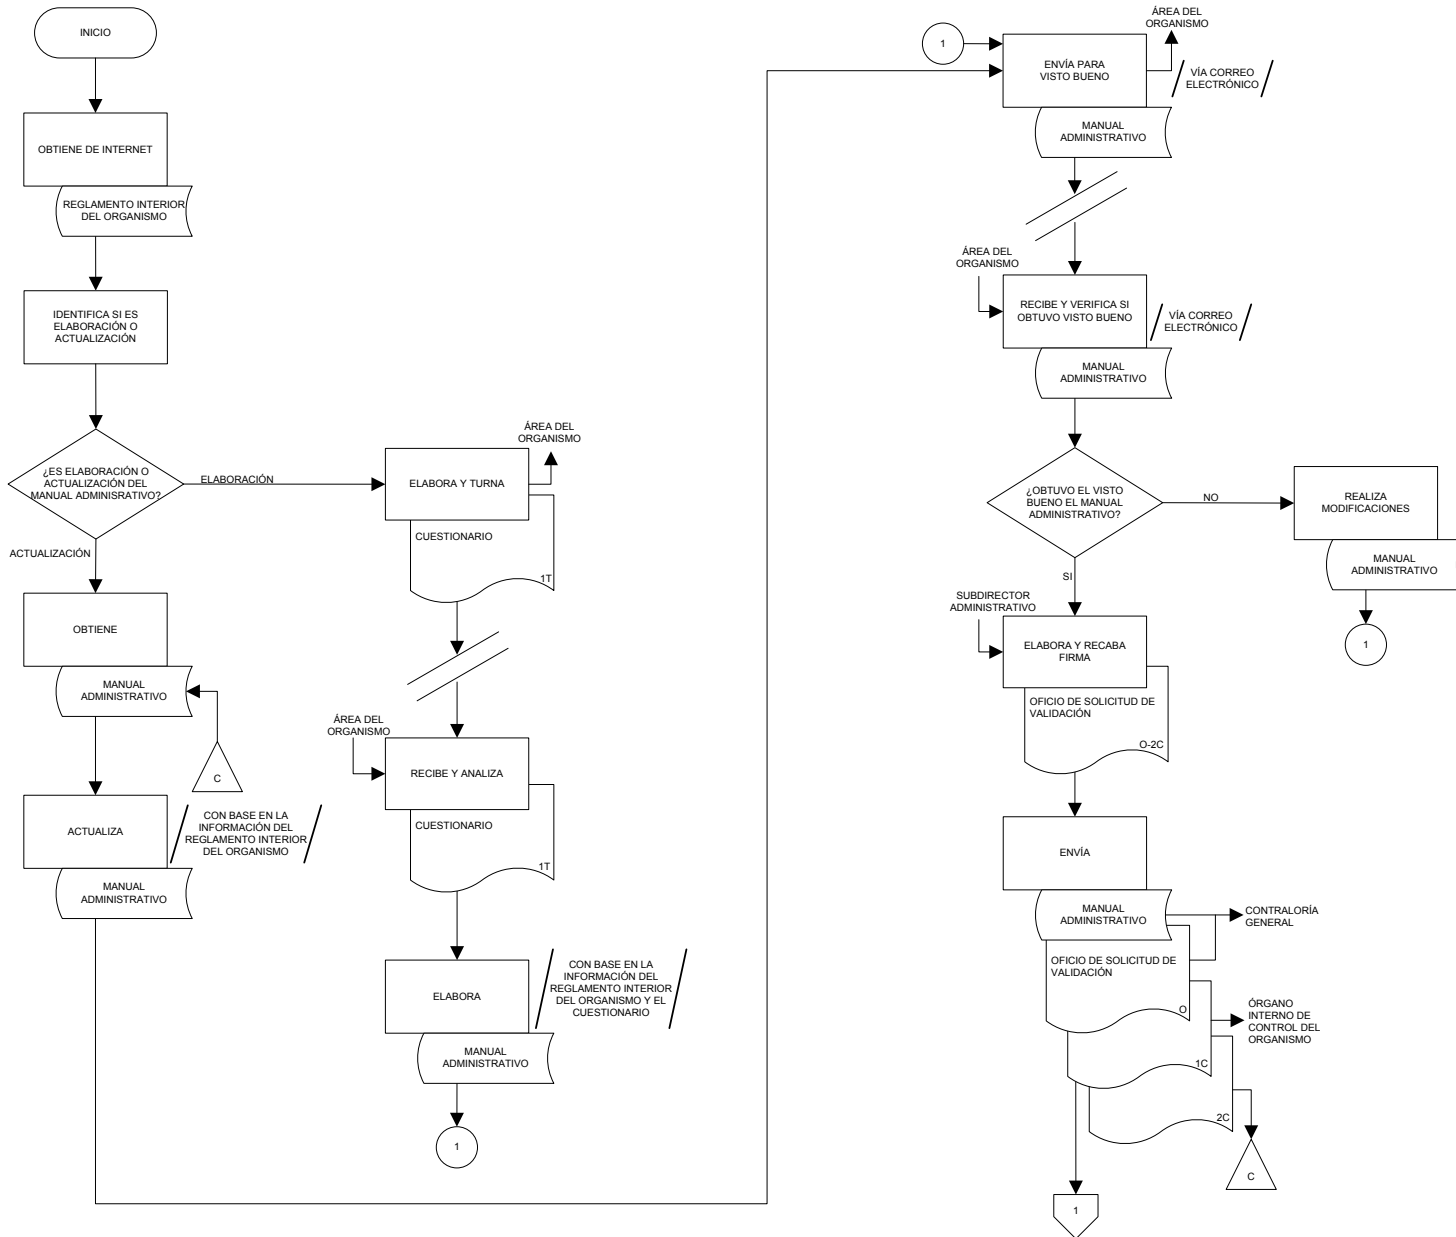 INICIO
OBTIENE DE INTERNET
REGLAMENTO INTERIOR
DEL ORGANISMO
IDENTIFICA SI ES
ELABORACIÓN O
ACTUALIZACIÓN
¿ES ELABORACIÓN O
ACTUALIZACIÓN DEL
MANUAL ADMINISRATIVO?
ELABORACIÓN
ACTUALIZACIÓN
OBTIENE
MANUAL
ADMINISTRATIVO
C
ACTUALIZA
CON BASE EN LA
INFORMACIÓN DEL
REGLAMENTO INTERIOR
DEL ORGANISMO
MANUAL
ADMINISTRATIVO
ÁREA DEL
ORGANISMO
ELABORA Y TURNA
CUESTIONARIO
1T
ÁREA DEL
ORGANISMO
RECIBE Y ANALIZA
CUESTIONARIO
1T
ELABORA
CON BASE EN LA
INFORMACIÓN DEL
REGLAMENTO INTERIOR
DEL ORGANISMO Y EL
CUESTIONARIO
MANUAL
ADMINISTRATIVO
1
1
ÁREA DEL
ORGANISMO
ENVÍA PARA
VISTO BUENO
VÍA CORREO
ELECTRÓNICO
MANUAL
ADMINISTRATIVO
ÁREA DEL
ORGANISMO
RECIBE Y VERIFICA SI
OBTUVO VISTO BUENO
VÍA CORREO
ELECTRÓNICO
MANUAL
ADMINISTRATIVO
¿OBTUVO EL VISTO
BUENO EL MANUAL
ADMINISTRATIVO?
NO
REALIZA
MODIFICACIONES
MANUAL
ADMINISTRATIVO
1
SI
SUBDIRECTOR
ADMINISTRATIVO
ELABORA Y RECABA
FIRMA
OFICIO DE SOLICITUD DE
VALIDACIÓN
O-2C
ENVÍA
MANUAL
ADMINISTRATIVO
CONTRALORÍA
GENERAL
OFICIO DE SOLICITUD DE
VALIDACIÓN
O
ÓRGANO
INTERNO DE
CONTROL DEL
ORGANISMO
1C
2C
C
1